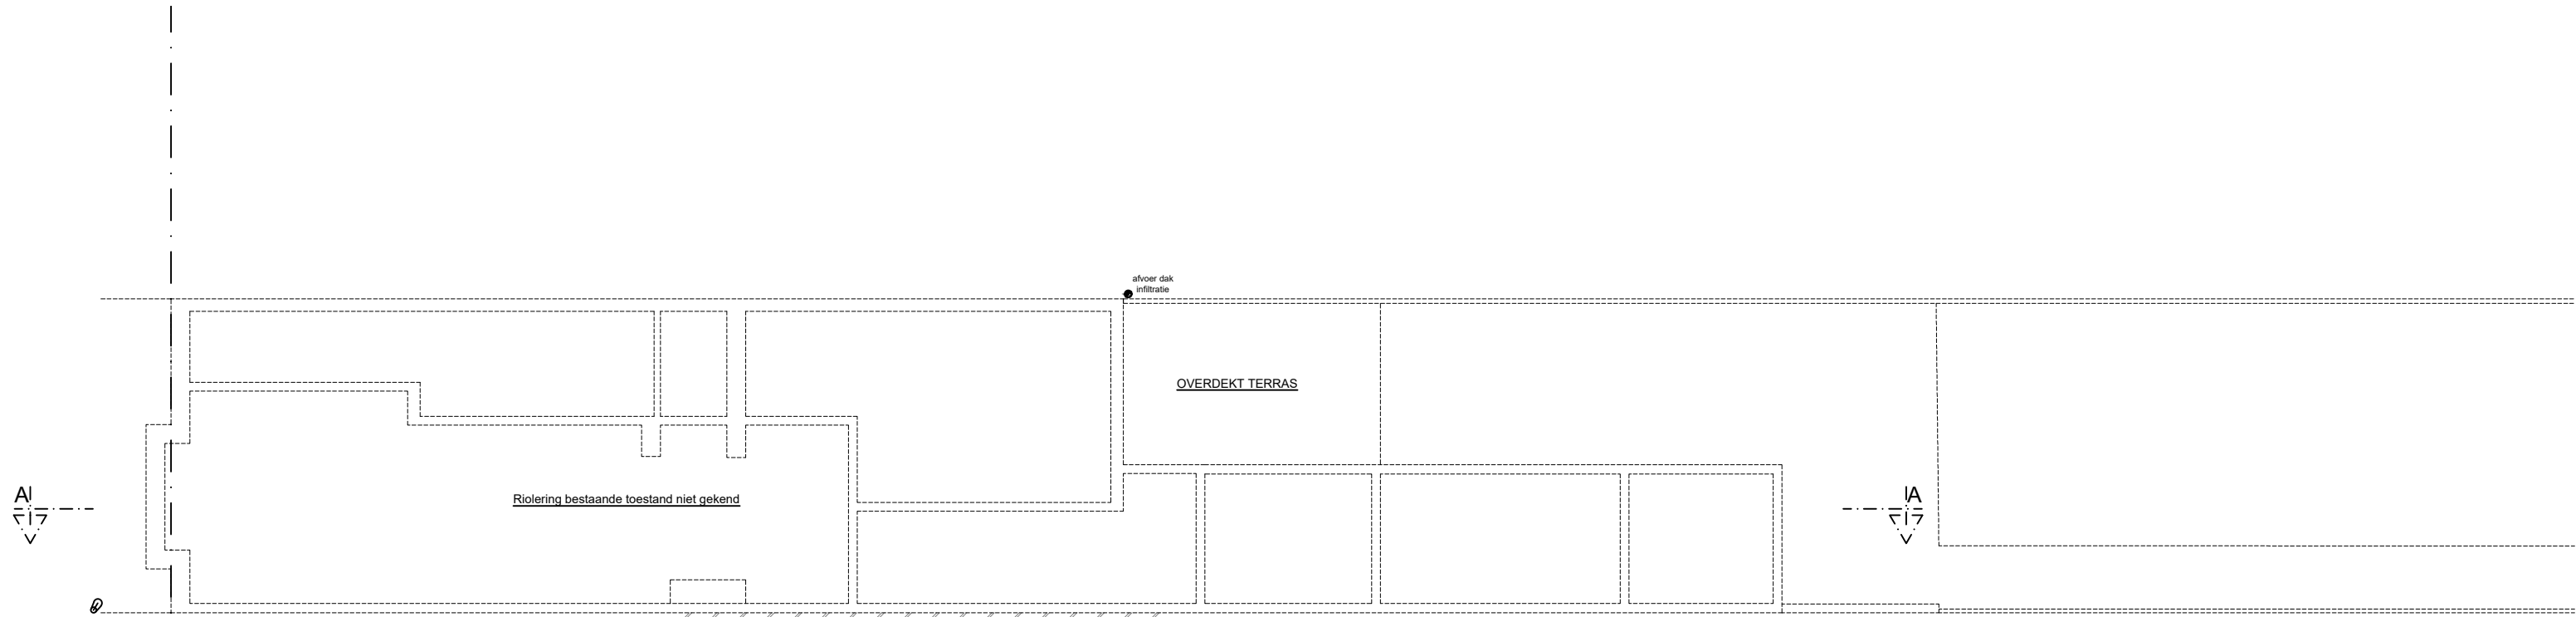 afvoer dak
infiltratie
OVERDEKT TERRAS
Riolering bestaande toestand niet gekend
A
A